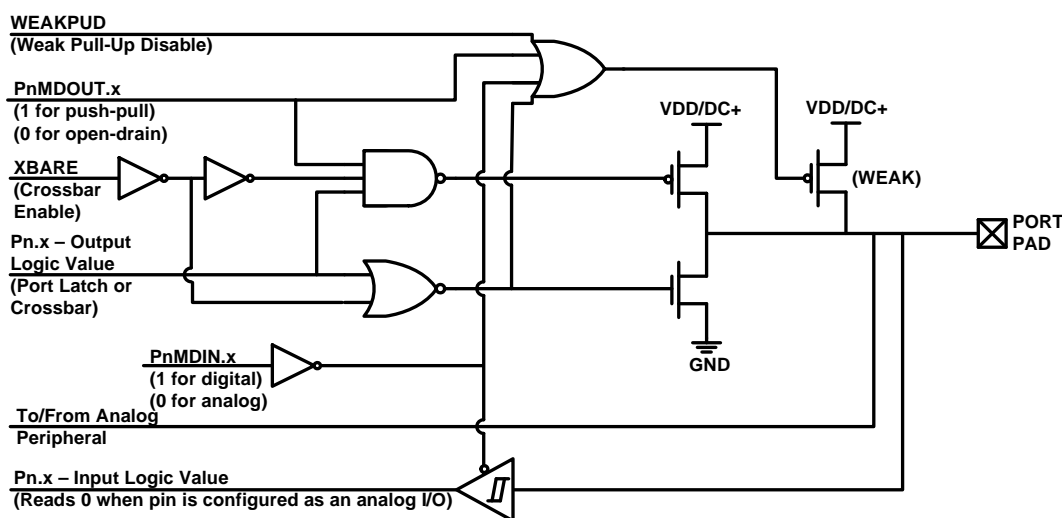 WEAKPUD
(Weak Pull-Up Disable)
PnMDOUT.x
(1 for push-pull)
(0 for open-drain)
XBARE
(Crossbar
Enable)
Pn.x – Output
Logic Value
(Port Latch or
Crossbar)
PnMDIN.x
(1 for digital)
(0 for analog)
To/From Analog
Peripheral
Pn.x – Input Logic Value
(Reads 0 when pin is configured as an analog I/O)
VDD/DC+
VDD/DC+
(WEAK)
PORT
PAD
GND